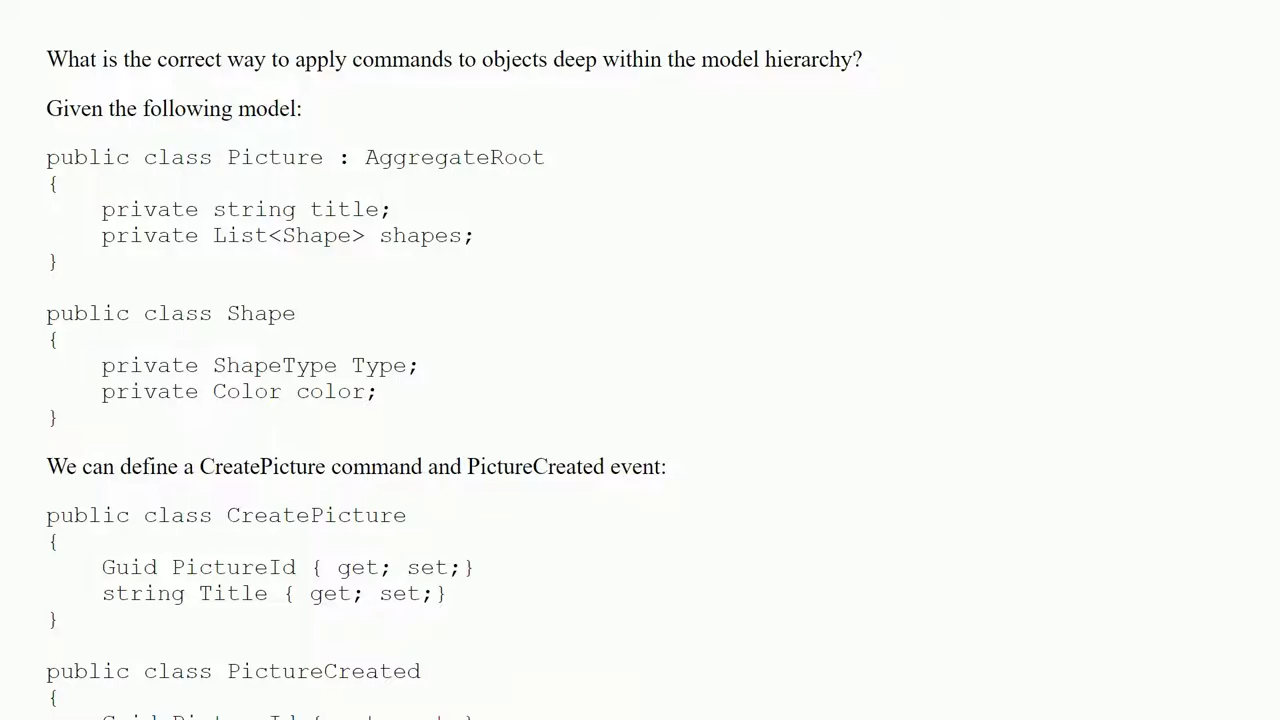 What is the correct way to apply commands to objects deep within the model hierarchy?
Given the following model:
public class Picture : AggregateRoot
{
    private string title;
    private List<Shape> shapes;
}
public class Shape
{
    private ShapeType Type;
    private Color color;
}
We can define a CreatePicture command and PictureCreated event:
public class CreatePicture
{
    Guid PictureId { get; set;}
    string Title { get; set;}
}
public class PictureCreated
{